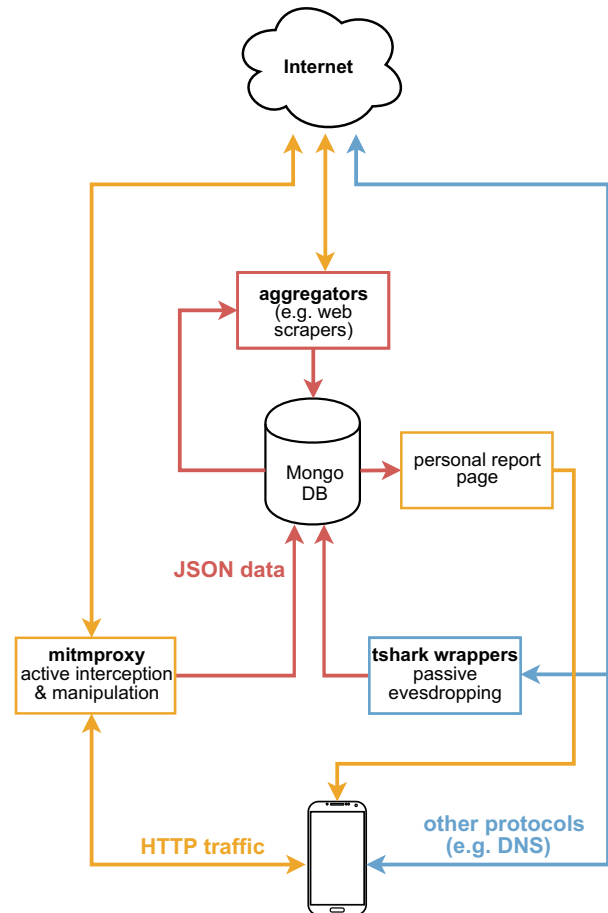 Internet
aggregators
(e.g. web
scrapers)
Mongo
DB
personal report
page
JSON data
mitmproxy
active interception
& manipulation
tshark wrappers
passive
evesdropping
HTTP traffic
other protocols
(e.g. DNS)